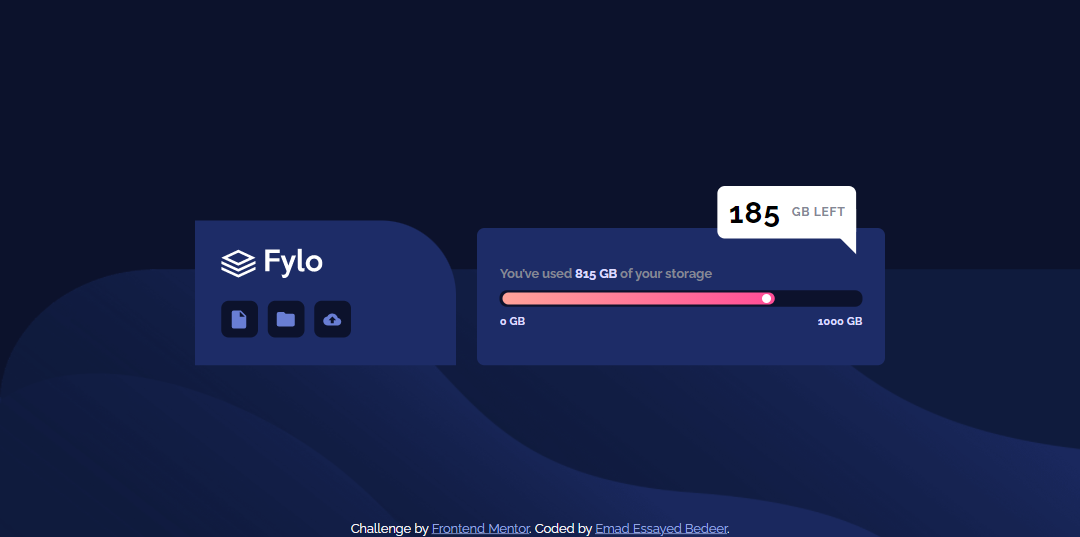 185 GB LEFT
Fylo
You've used 815 GB of your storage
0 GB 1000 GB
Challenge by Frontend Mentor. Coded by Emad Essayed Bedeer.